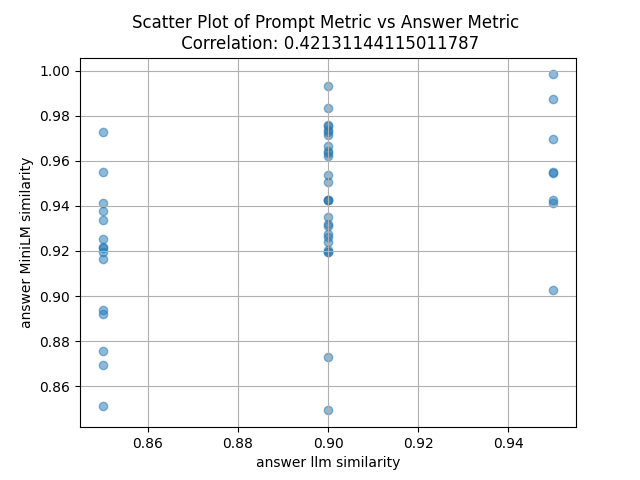 Scatter Plot of Prompt Metric vs Answer Metric
Correlation: 0.42131144115011787
1.00
0.98
0.96
0.94
0.92
0.90
0.88
0.86
answer MiniLM similarity
0.86 0.88 0.90 0.92 0.94
answer llm similarity